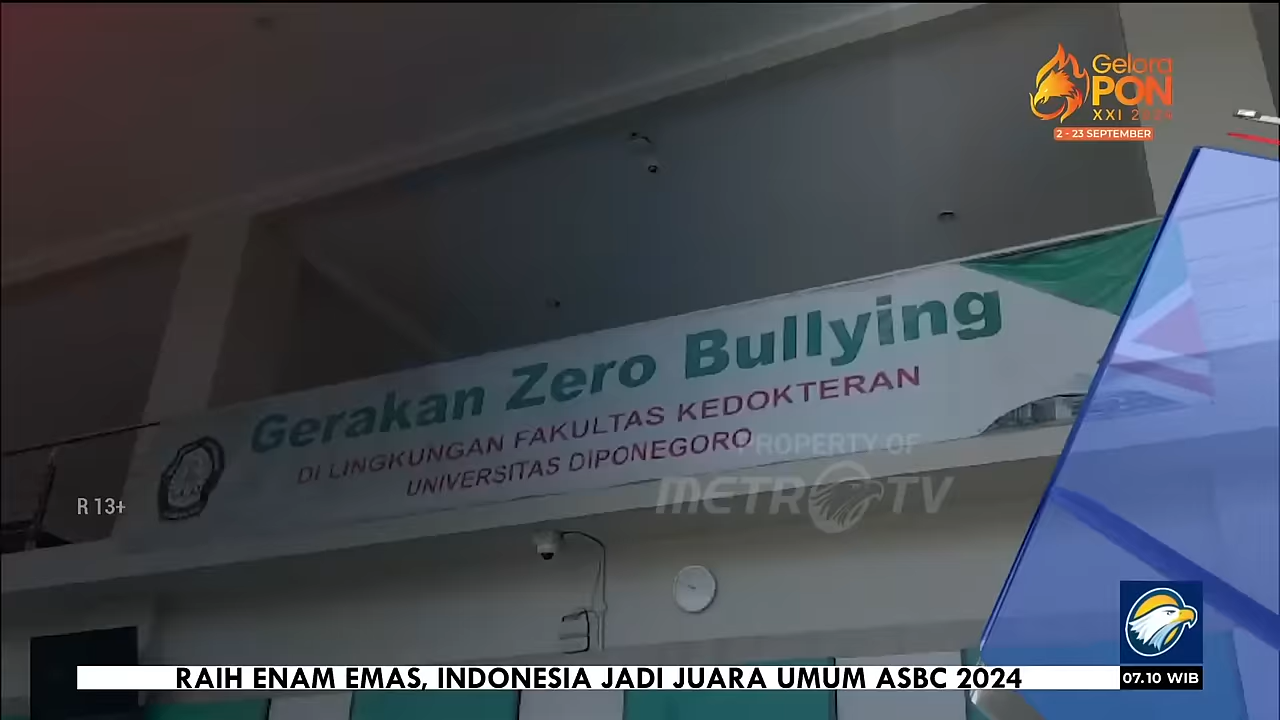 Gelora
PON
XXI 2024
2 - 23 SEPTEMBER
Gerakan Zero Bullying
DI LINGKUNGAN FAKULTAS KEDOKTERAN
UNIVERSITAS DIPONEGORO
PROPERTY OF
METRO TV
R 13+
RAIH ENAM EMAS, INDONESIA JADI JUARA UMUM ASBC 2024
07.10 WIB